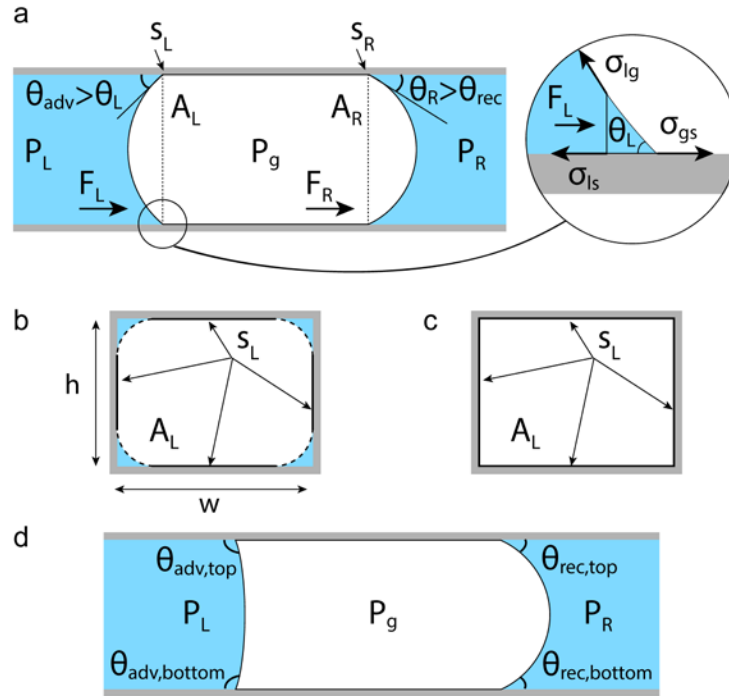 a
s_L
s_R
θ_adv>θ_L
A_L
A_R
θ_R>θ_rec
P_L
P_g
P_R
F_L
F_R
σ_lg
F_L
θ_L
σ_gs
σ_ls
b
h
s_L
A_L
w
c
s_L
A_L
d
θ_adv,top
θ_rec,top
P_L
P_g
P_R
θ_adv,bottom
θ_rec,bottom